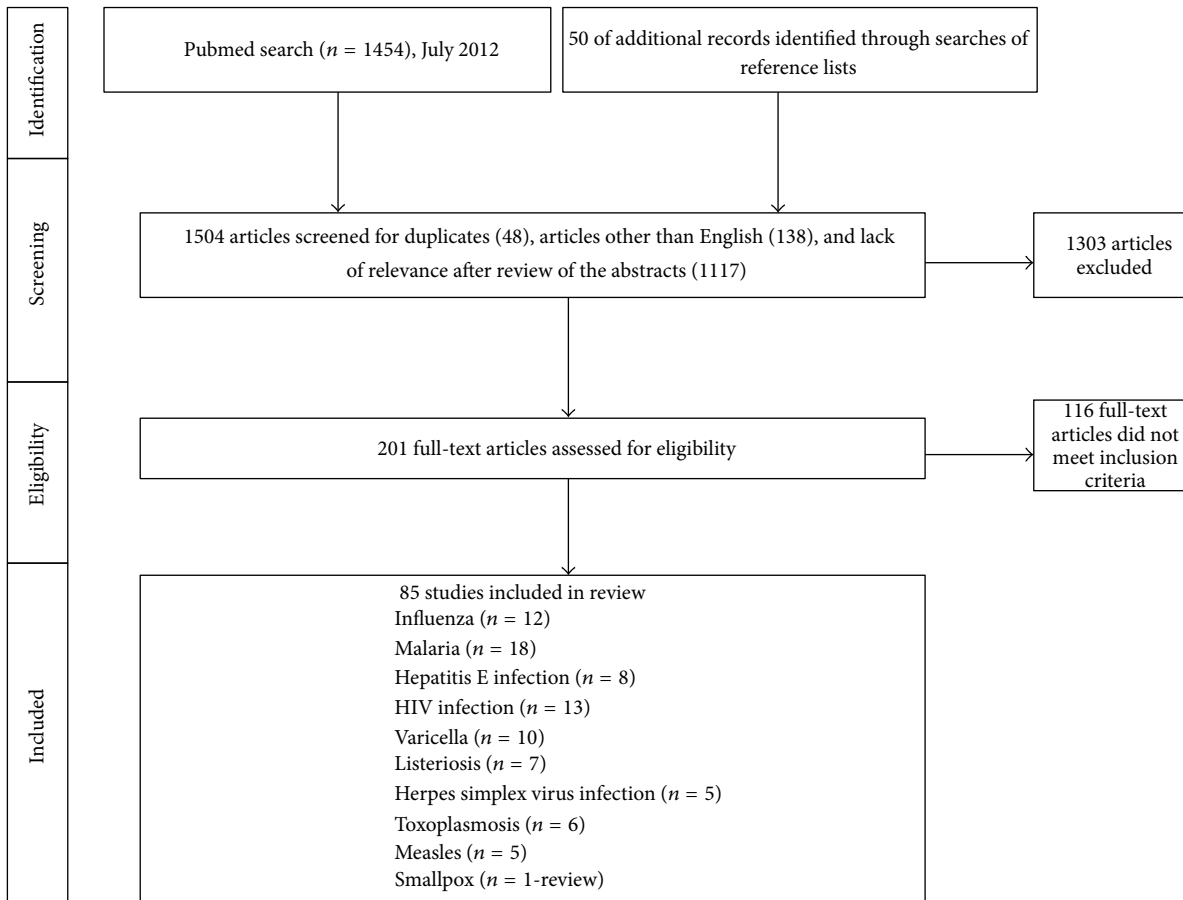 Identification
Pubmed search (n = 1454), July 2012
50 of additional records identified through searches of
reference lists
Screening
1504 articles screened for duplicates (48), articles other than English (138), and lack
of relevance after review of the abstracts (1117)
1303 articles
excluded
Eligibility
201 full-text articles assessed for eligibility
116 full-text
articles did not
meet inclusion
criteria
Included
85 studies included in review
Influenza (n = 12)
Malaria (n = 18)
Hepatitis E infection (n = 8)
HIV infection (n = 13)
Varicella (n = 10)
Listeriosis (n = 7)
Herpes simplex virus infection (n = 5)
Toxoplasmosis (n = 6)
Measles (n = 5)
Smallpox (n = 1-review)